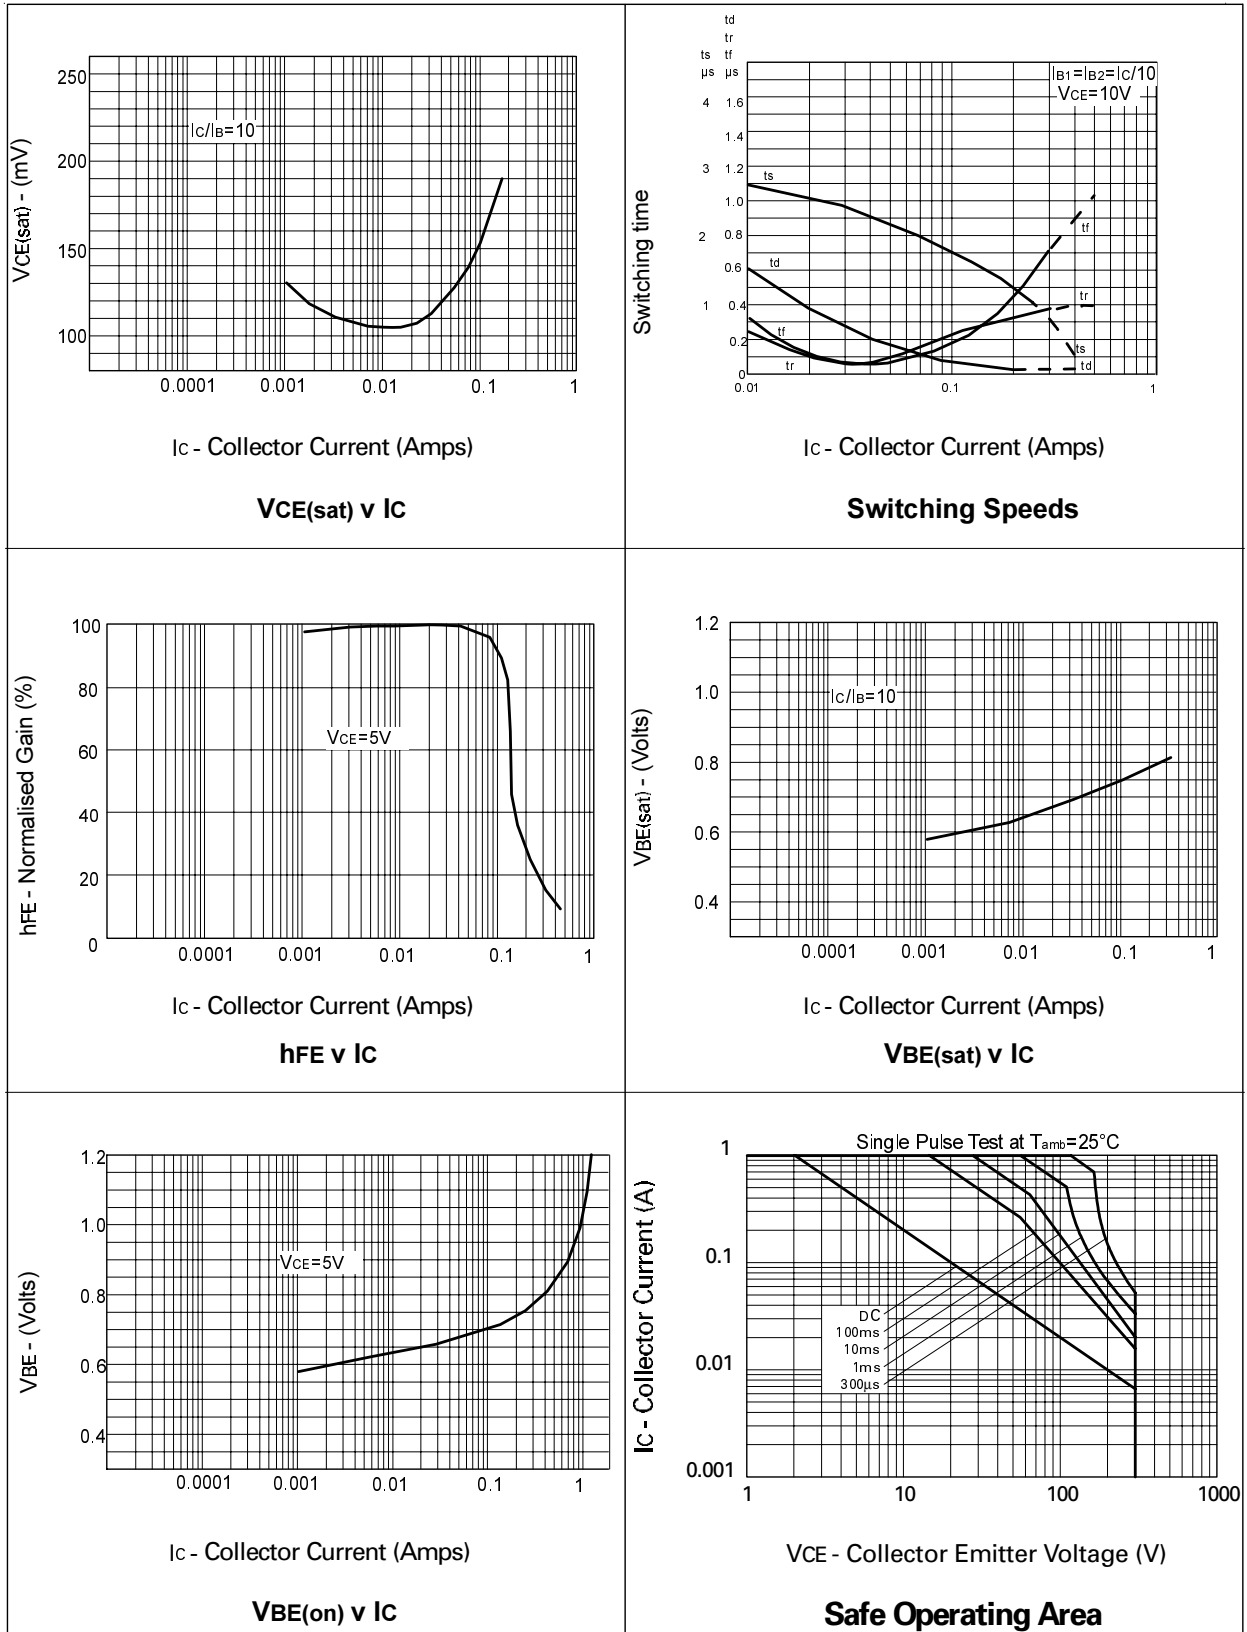 250
200
150
100
IC/IB=10
VCE(sat) - (mV)
0.0001 0.001 0.01 0.1 1
IC - Collector Current (Amps)
VCE(sat) v IC
td
tr
ts tf
µs µs
4 1.6
1.4
3 1.2
1.0
2 0.8
0.6
1 0.4
0.2
0
IB1=IB2=IC/10
VCE=10V
ts
td
tf
tr
tf
tr
ts
td
Switching time
0.01 0.1 1
IC - Collector Current (Amps)
Switching Speeds
100
80
60
40
20
0
VCE=5V
hFE - Normalised Gain (%)
0.0001 0.001 0.01 0.1 1
IC - Collector Current (Amps)
hFE v IC
1.2
1.0
0.8
0.6
0.4
IC/IB=10
VBE(sat) - (Volts)
0.0001 0.001 0.01 0.1 1
IC - Collector Current (Amps)
VBE(sat) v IC
1.2
1.0
0.8
0.6
0.4
VCE=5V
VBE - (Volts)
0.0001 0.001 0.01 0.1 1
IC - Collector Current (Amps)
VBE(on) v IC
Single Pulse Test at Tamb=25°C
1
0.1
0.01
0.001
DC
100ms
10ms
1ms
300µs
IC - Collector Current (A)
1 10 100 1000
VCE - Collector Emitter Voltage (V)
Safe Operating Area